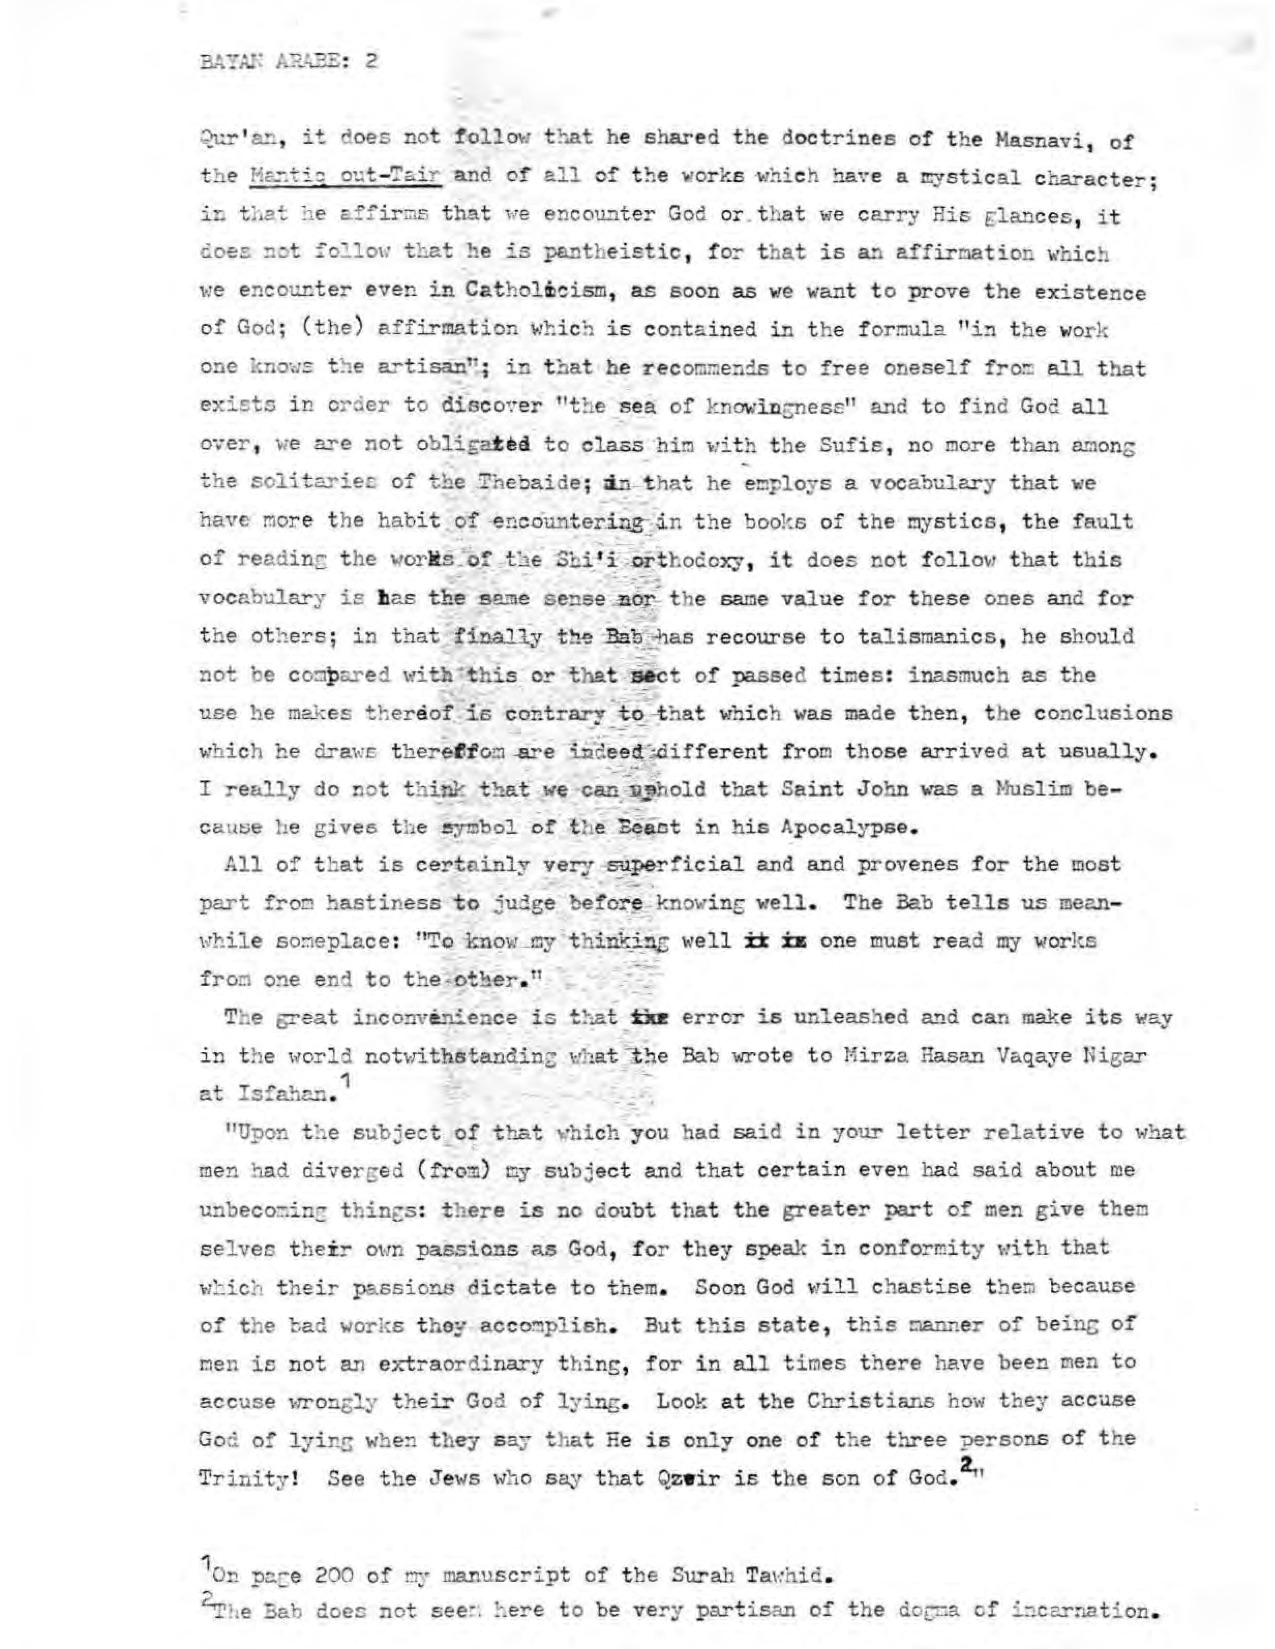 BAYAN ARABE: 2
Qur'an, it does not follow that he shared the doctrines of the Masnavi, of
the Mantiq out-Tair and of all of the works which have a mystical character;
in that he affirms that we encounter God or that we carry His glances, it
does not follow that he is pantheistic, for that is an affirmation which
we encounter even in Catholicism, as soon as we want to prove the existence
of God; (the) affirmation which is contained in the formula "in the work
one knows the artisan"; in that he recommends to free oneself from all that
exists in order to discover "the sea of knowingness" and to find God all
over, we are not obligated to class him with the Sufis, no more than among
the solitaries of the Thebaide; in that he employs a vocabulary that we
have more the habit of encountering in the books of the mystics, the fault
of reading the works of the Shi'i orthodoxy, it does not follow that this
vocabulary is has the same sense nor the same value for these ones and for
the others; in that finally the Bab has recourse to talismanics, he should
not be compared with this or that sect of passed times: inasmuch as the
use he makes thereof is contrary to that which was made then, the conclusions
which he draws thereffom are indeed different from those arrived at usually.
I really do not think that we can uphold that Saint John was a Muslim be-
cause he gives the symbol of the Beast in his Apocalypse.
All of that is certainly very superficial and and provenes for the most
part from hastiness to judge before knowing well. The Bab tells us mean-
while someplace: "To know my thinking well it is one must read my works
from one end to the other."
The great inconvenience is that the error is unleashed and can make its way
in the world notwithstanding what the Bab wrote to Mirza Hasan Vaqaye Nigar
at Isfahan.1
"Upon the subject of that which you had said in your letter relative to what
men had diverged (from) my subject and that certain even had said about me
unbecoming things: there is no doubt that the greater part of men give them
selves their own passions as God, for they speak in conformity with that
which their passions dictate to them. Soon God will chastise them because
of the bad works they accomplish. But this state, this manner of being of
men is not an extraordinary thing, for in all times there have been men to
accuse wrongly their God of lying. Look at the Christians how they accuse
God of lying when they say that He is only one of the three persons of the
Trinity! See the Jews who say that Qzeir is the son of God.2"
1On page 200 of my manuscript of the Surah Tawhid.
2The Bab does not seem here to be very partisan of the dogma of incarnation.